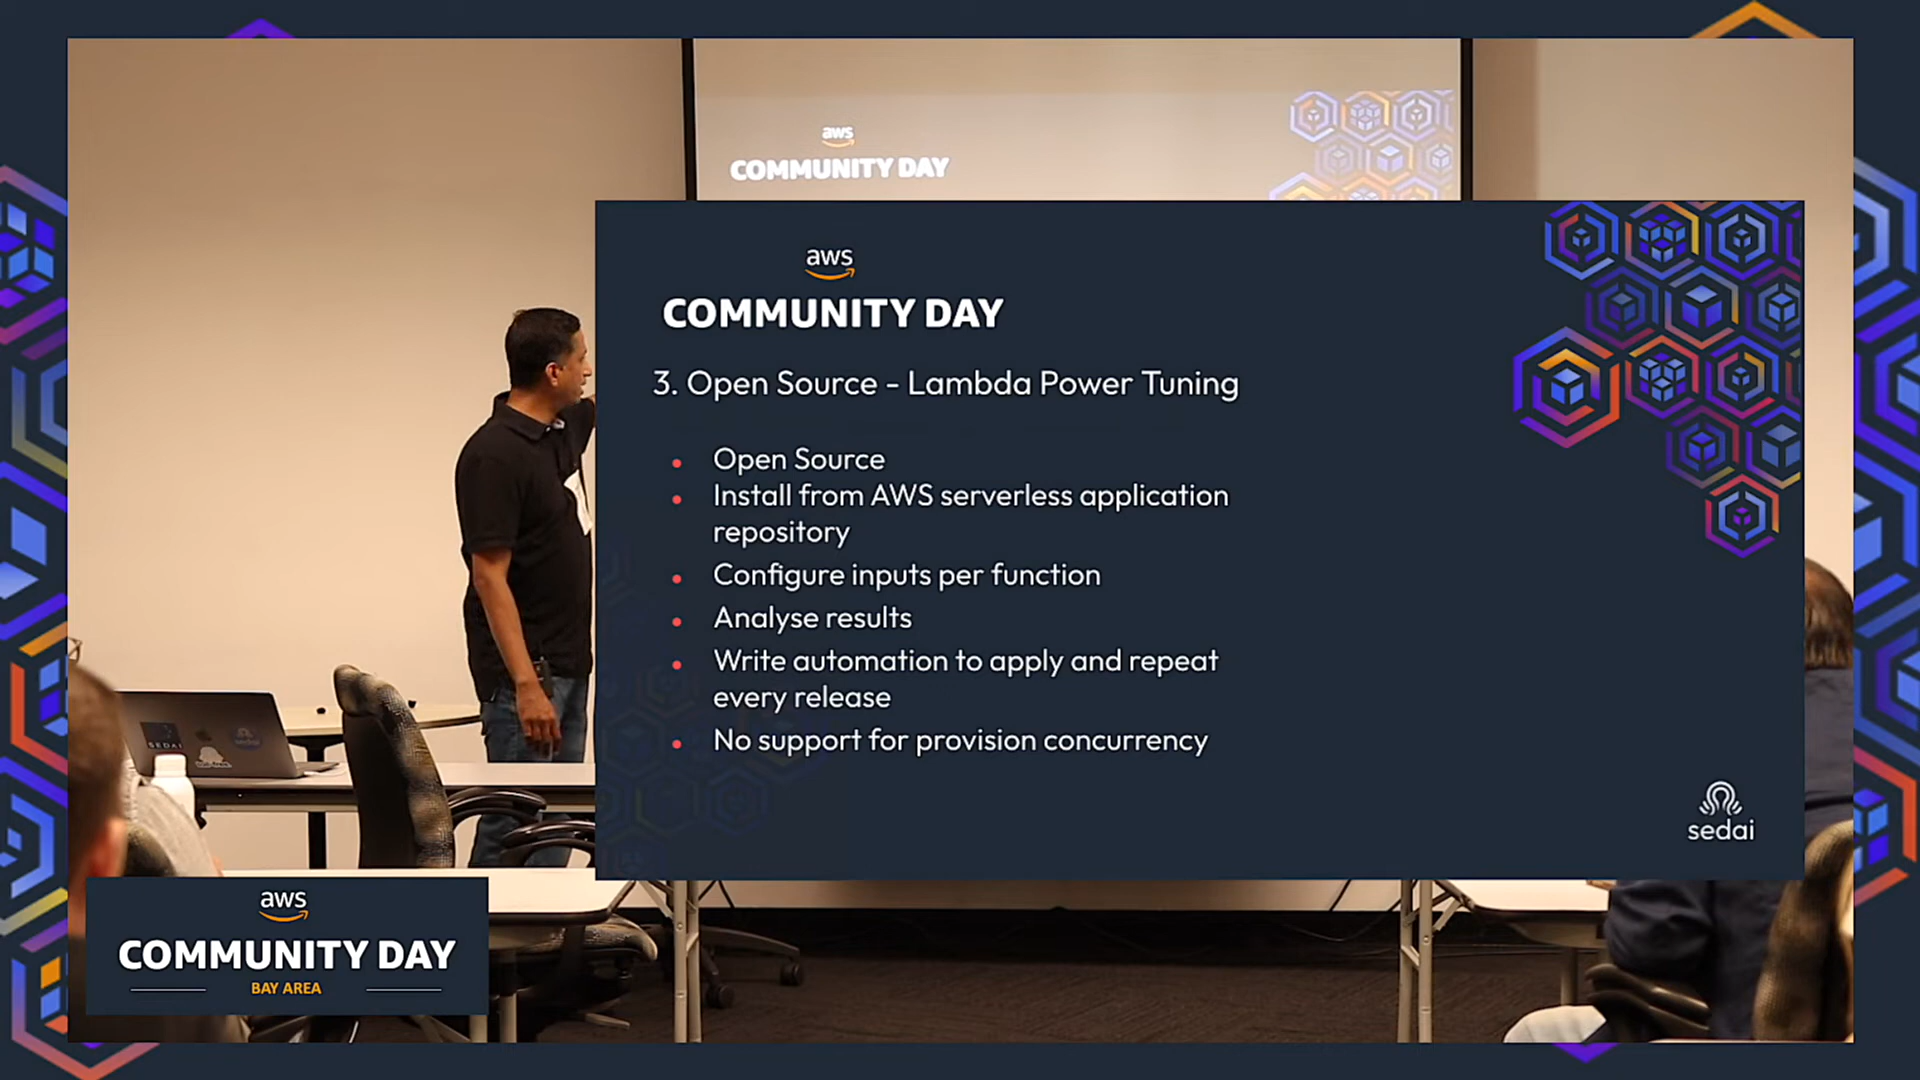 aws
COMMUNITY DAY
aws
COMMUNITY DAY
3. Open Source - Lambda Power Tuning
• Open Source
• Install from AWS serverless application
repository
• Configure inputs per function
• Analyse results
• Write automation to apply and repeat
every release
• No support for provision concurrency
sedai
SEDAI
sedai
aws
COMMUNITY DAY
BAY AREA